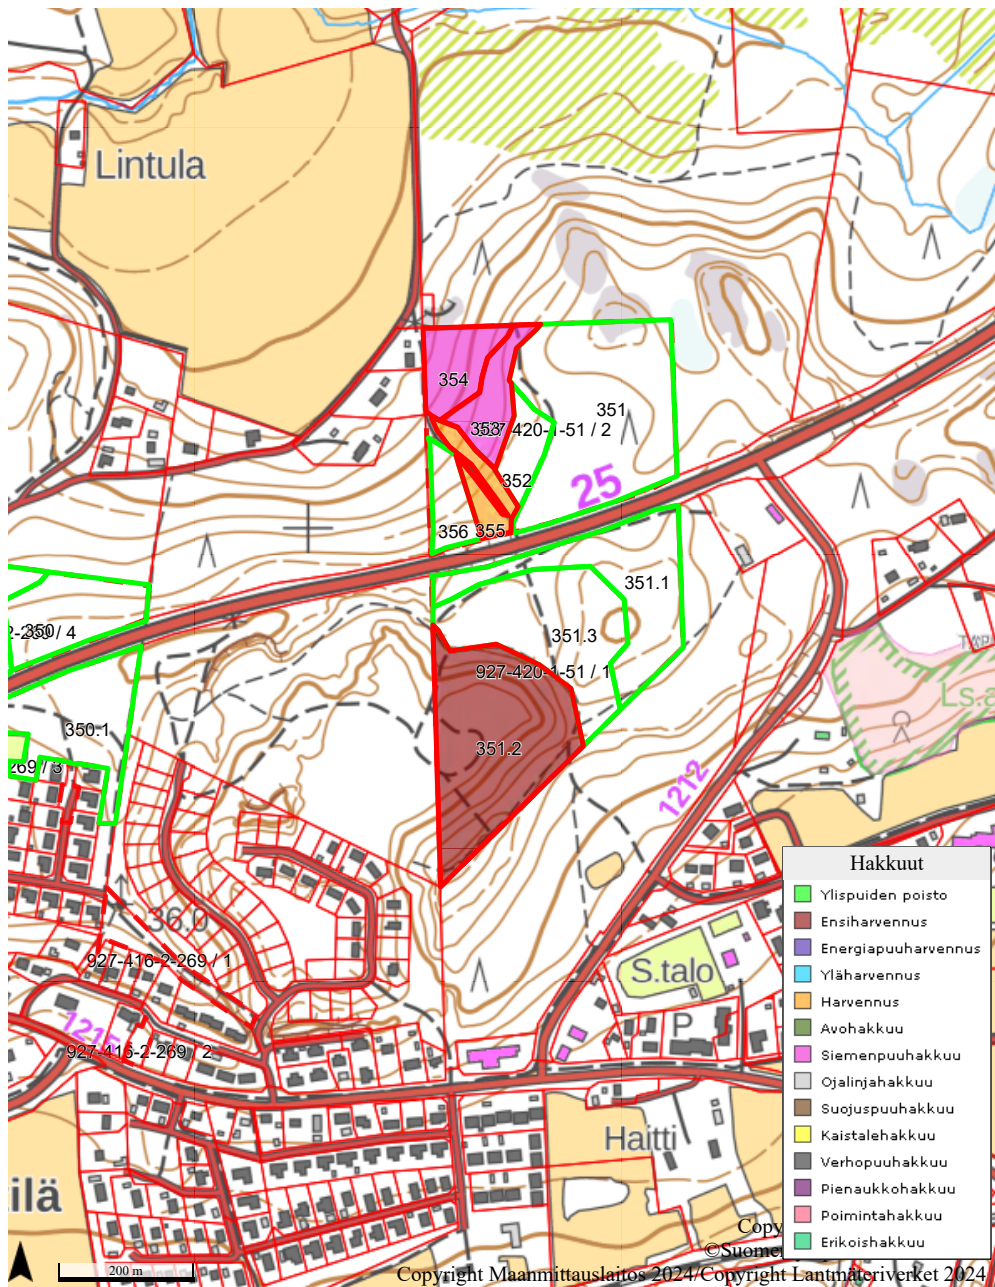 Lintula
354
351
353
927-420-1-51 / 2
352
25
356
355
351.1
350
351.3
927-420-1-51 / 1
350.1
351.2
269 / 3
Ls.a
1212
36.0
927-416-2-269 / 1
S.talo
P
927-416-2-269 / 2
Haitti
ilä
200 m
Hakkuut
Ylispuiden poisto
Ensiharvennus
Energiapuuharvennus
Yläharvennus
Harvennus
Avohakkuu
Siemenpuuhakkuu
Ojalinjahakkuu
Suojuspuuhakkuu
Kaistalehakkuu
Verhopuuhakkuu
Pienaukkohakkuu
Poimintahakkuu
Erikoishakkuu
Copy
©Suomen
Copyright Maanmittauslaitos 2024/Copyright Lantmäteriverket 2024